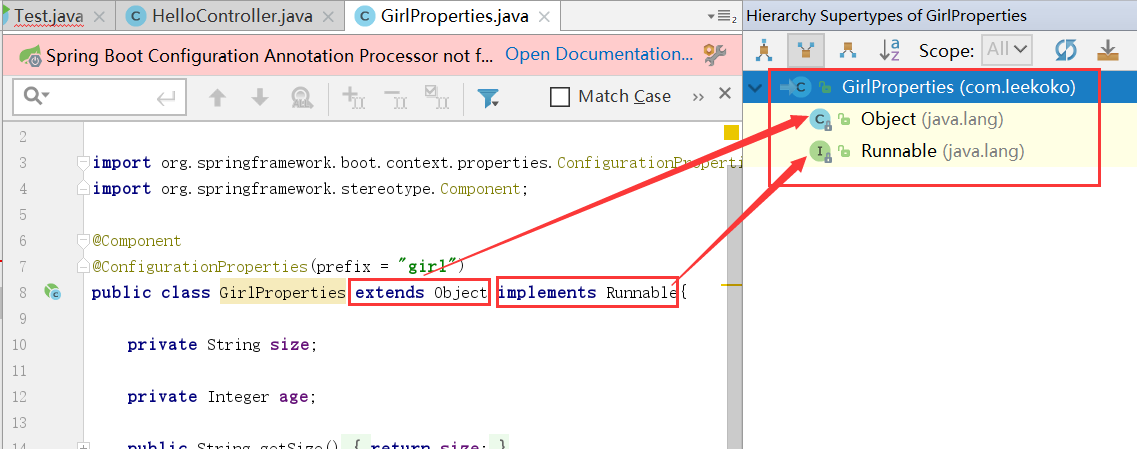 Test.java
HelloController.java
GirlProperties.java
2
Hierarchy Supertypes of GirlProperties
Spring Boot Configuration Annotation Processor not f...
Open Documentation...
Scope: All
Match Case
GirlProperties (com.leekoko)
Object (java.lang)
Runnable (java.lang)
2
3 import org.springframework.boot.context.properties.ConfigurationProperti
4 import org.springframework.stereotype.Component;
5
6 @Component
7 @ConfigurationProperties(prefix = "girl")
8 public class GirlProperties extends Object implements Runnable{
9
10 private String size;
11
12 private Integer age;
13
14 public String getSize() { return size; }